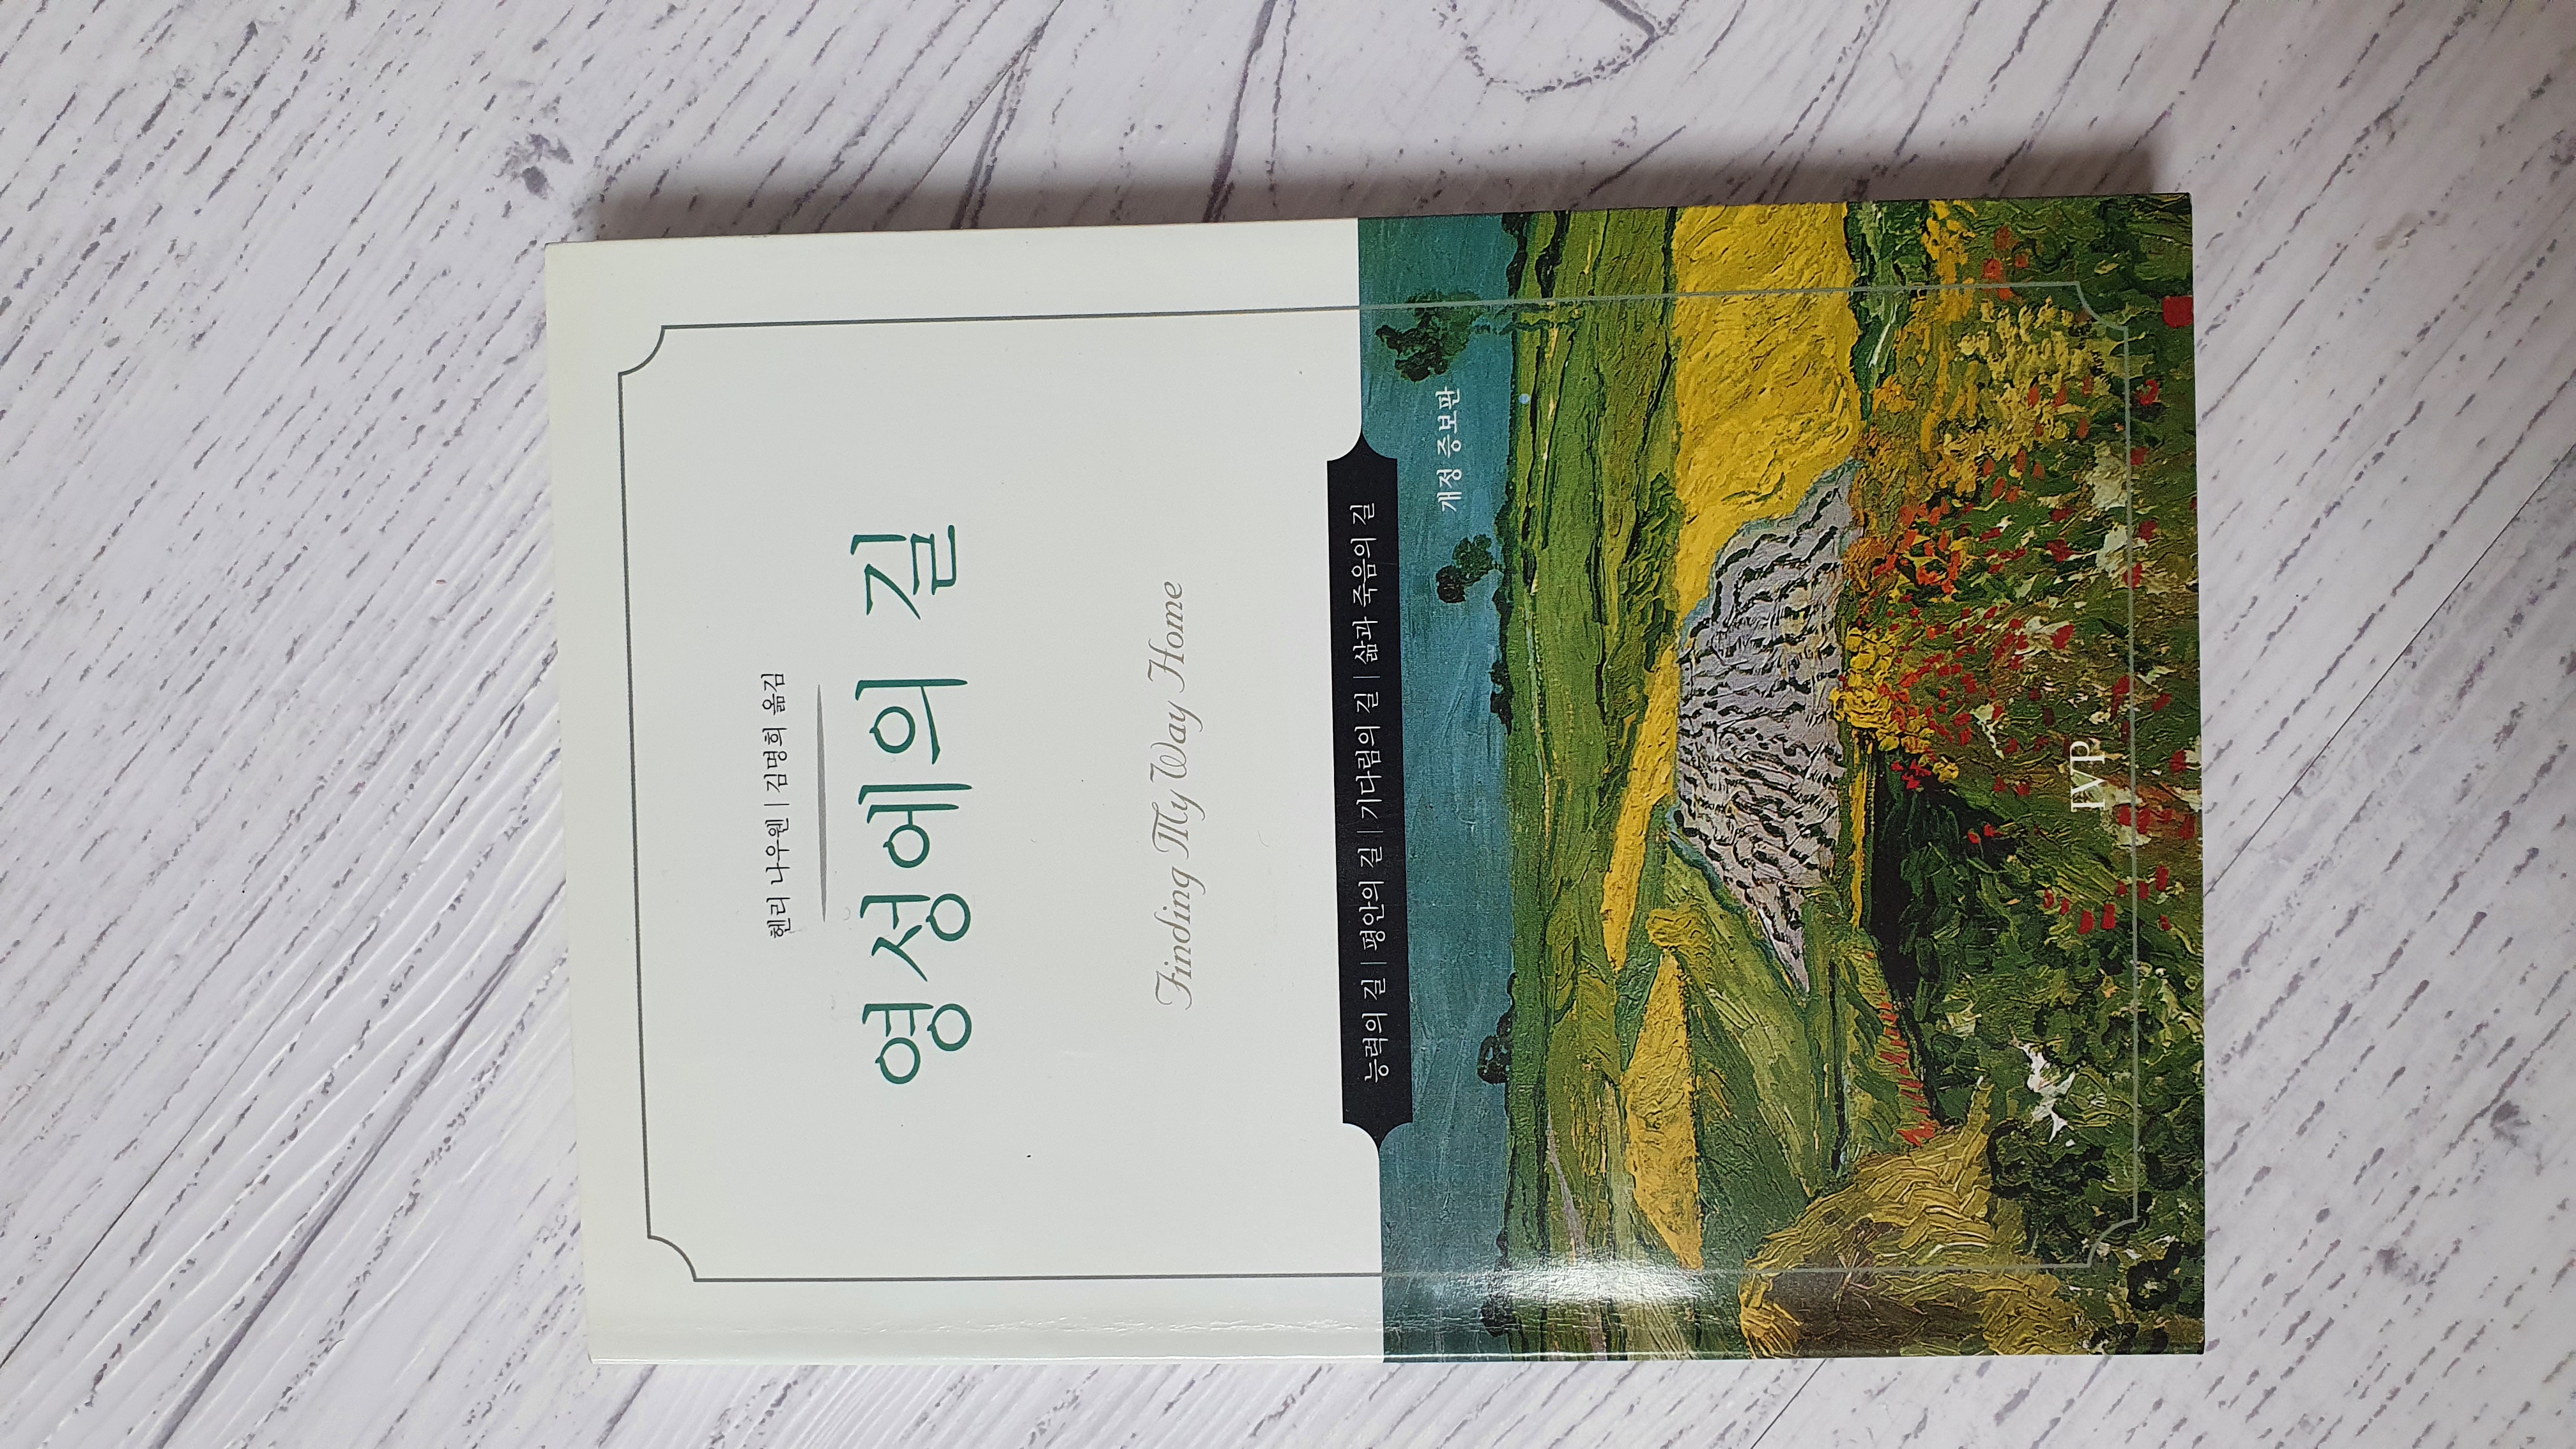 헨리 나우웬 | 김명희 옮김
영성에의 길
Finding My Way Home
능력의 길 | 평안의 길 | 기다림의 길 | 삶과 죽음의 길
개정 증보판
IVP